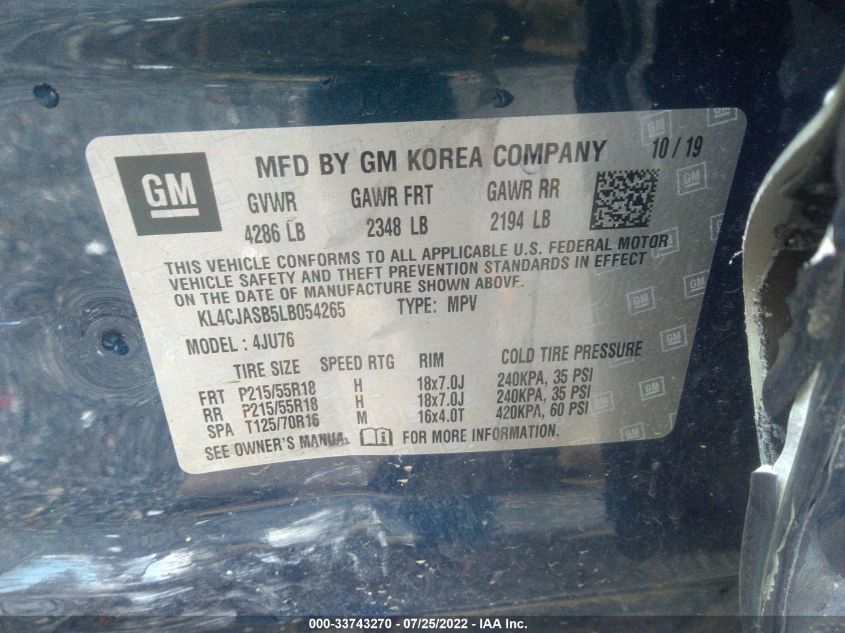 GM
MFD BY GM KOREA COMPANY 10/19
GVWR GAWR FRT GAWR RR
4286 LB 2348 LB 2194 LB
THIS VEHICLE CONFORMS TO ALL APPLICABLE U.S. FEDERAL MOTOR
VEHICLE SAFETY AND THEFT PREVENTION STANDARDS IN EFFECT
ON THE DATE OF MANUFACTURE SHOWN ABOVE.
KL4CJASB5LB054265 TYPE: MPV
MODEL: 4JU76
TIRE SIZE SPEED RTG RIM COLD TIRE PRESSURE
FRT P215/55R18 H 18x7.0J 240KPA, 35 PSI
RR P215/55R18 H 18x7.0J 240KPA, 35 PSI
SPA T125/70R16 M 16x4.0T 420KPA, 60 PSI
SEE OWNER'S MANUAL FOR MORE INFORMATION.
000-33743270 - 07/25/2022 - IAA Inc.